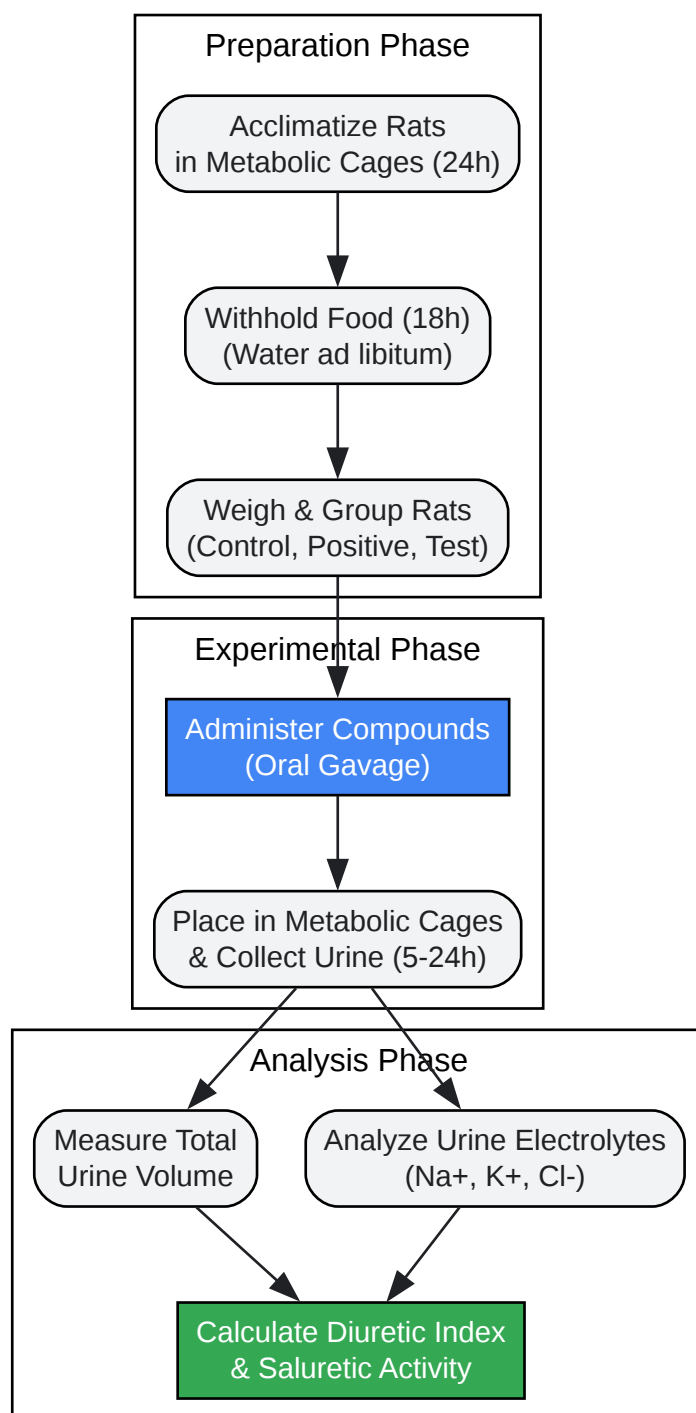 Preparation Phase
Acclimatize Rats
in Metabolic Cages (24h)
Withhold Food (18h)
(Water ad libitum)
Weigh & Group Rats
(Control, Positive, Test)
Experimental Phase
Administer Compounds
(Oral Gavage)
Place in Metabolic Cages
& Collect Urine (5-24h)
Analysis Phase
Measure Total
Urine Volume
Analyze Urine Electrolytes
(Na+, K+, Cl-)
Calculate Diuretic Index
& Saluretic Activity